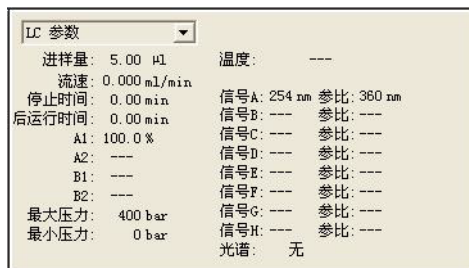 LC 参数
进样量: 5.00 μl 温度: ---
流速: 0.000 ml/min
停止时间: 0.00 min 信号A: 254 nm 参比: 360 nm
后运行时间: 0.00 min 信号B: --- 参比: ---
A1: 100.0 % 信号C: --- 参比: ---
A2: --- 信号D: --- 参比: ---
B1: --- 信号E: --- 参比: ---
B2: --- 信号F: --- 参比: ---
最大压力: 400 bar 信号G: --- 参比: ---
最小压力: 0 bar 信号H: --- 参比: ---
光谱: 无